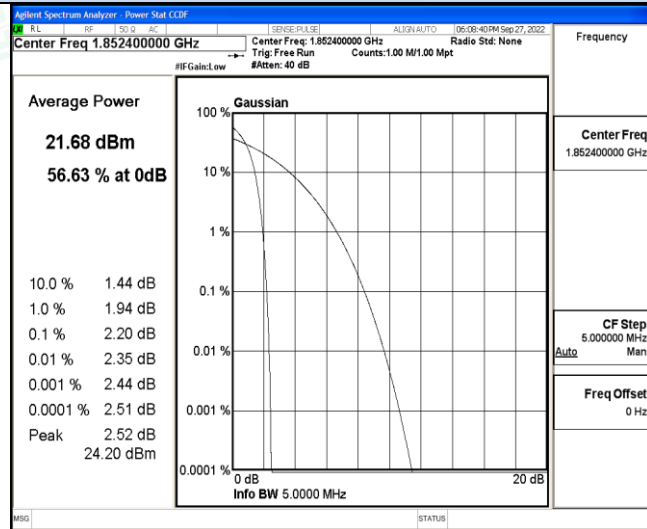 Agilent Spectrum Analyzer - Power Stat CCDF
RL RF 50 Ω AC SENSE:PULSE ALIGN AUTO 05:08:40 PM Sep 27, 2022
Center Freq 1.852400000 GHz
Center Freq: 1.852400000 GHz Radio Std: None
Trig: Free Run Counts:1.00 M/1.00 Mpt
#IFGain:Low #Atten: 40 dB
Frequency
Center Freq
1.852400000 GHz
CF Step
5.000000 MHz
Auto Man
Freq Offset
0 Hz
Average Power
21.68 dBm
56.63 % at 0dB
10.0 % 1.44 dB
1.0 % 1.94 dB
0.1 % 2.20 dB
0.01 % 2.35 dB
0.001 % 2.44 dB
0.0001 % 2.51 dB
Peak 2.52 dB
24.20 dBm
Gaussian
100 %
10 %
1 %
0.1 %
0.01 %
0.001 %
0.0001 %
0 dB 20 dB
Info BW 5.0000 MHz
MSG STATUS